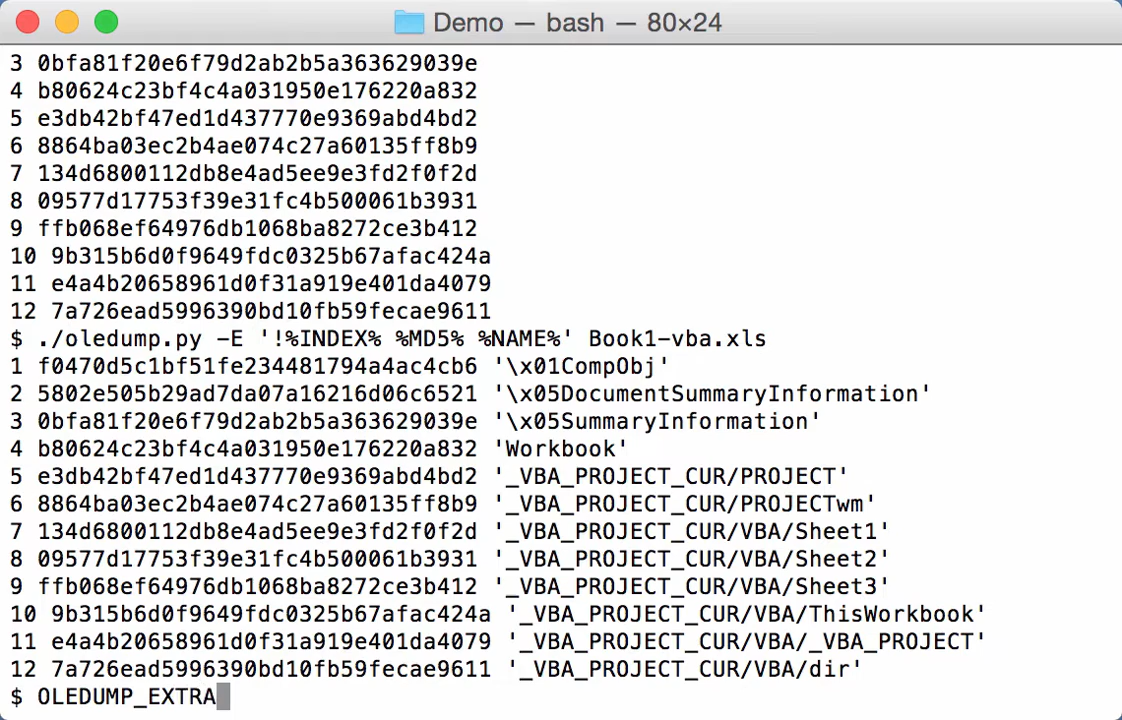 Demo — bash — 80×24
3 0bfa81f20e6f79d2ab2b5a363629039e
4 b80624c23bf4c4a031950e176220a832
5 e3db42bf47ed1d437770e9369abd4bd2
6 8864ba03ec2b4ae074c27a60135ff8b9
7 134d6800112db8e4ad5ee9e3fd2f0f2d
8 09577d17753f39e31fc4b500061b3931
9 ffb068ef64976db1068ba8272ce3b412
10 9b315b6d0f9649fdc0325b67afac424a
11 e4a4b20658961d0f31a919e401da4079
12 7a726ead5996390bd10fb59fecae9611
$ ./oledump.py -E '!%INDEX% %MD5% %NAME%' Book1-vba.xls
1 f0470d5c1bf51fe234481794a4ac4cb6 '\x01CompObj'
2 5802e505b29ad7da07a16216d06c6521 '\x05DocumentSummaryInformation'
3 0bfa81f20e6f79d2ab2b5a363629039e '\x05SummaryInformation'
4 b80624c23bf4c4a031950e176220a832 'Workbook'
5 e3db42bf47ed1d437770e9369abd4bd2 '_VBA_PROJECT_CUR/PROJECT'
6 8864ba03ec2b4ae074c27a60135ff8b9 '_VBA_PROJECT_CUR/PROJECTwm'
7 134d6800112db8e4ad5ee9e3fd2f0f2d '_VBA_PROJECT_CUR/VBA/Sheet1'
8 09577d17753f39e31fc4b500061b3931 '_VBA_PROJECT_CUR/VBA/Sheet2'
9 ffb068ef64976db1068ba8272ce3b412 '_VBA_PROJECT_CUR/VBA/Sheet3'
10 9b315b6d0f9649fdc0325b67afac424a '_VBA_PROJECT_CUR/VBA/ThisWorkbook'
11 e4a4b20658961d0f31a919e401da4079 '_VBA_PROJECT_CUR/VBA/_VBA_PROJECT'
12 7a726ead5996390bd10fb59fecae9611 '_VBA_PROJECT_CUR/VBA/dir'
$ OLEDUMP_EXTRA